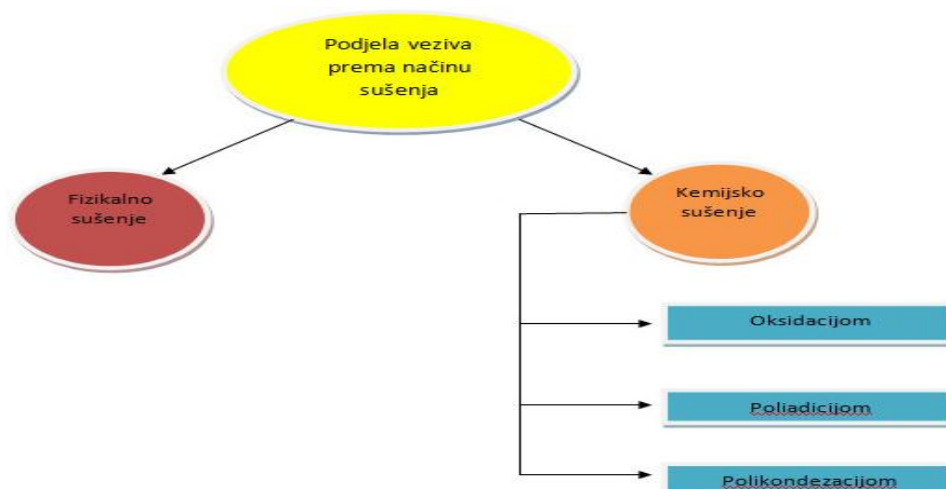 Podjela veziva
prema načinu
sušenja
Fizikalno
sušenje
Kemijsko
sušenje
Oksidacijom
Poliadicijom
Polikondezacijom